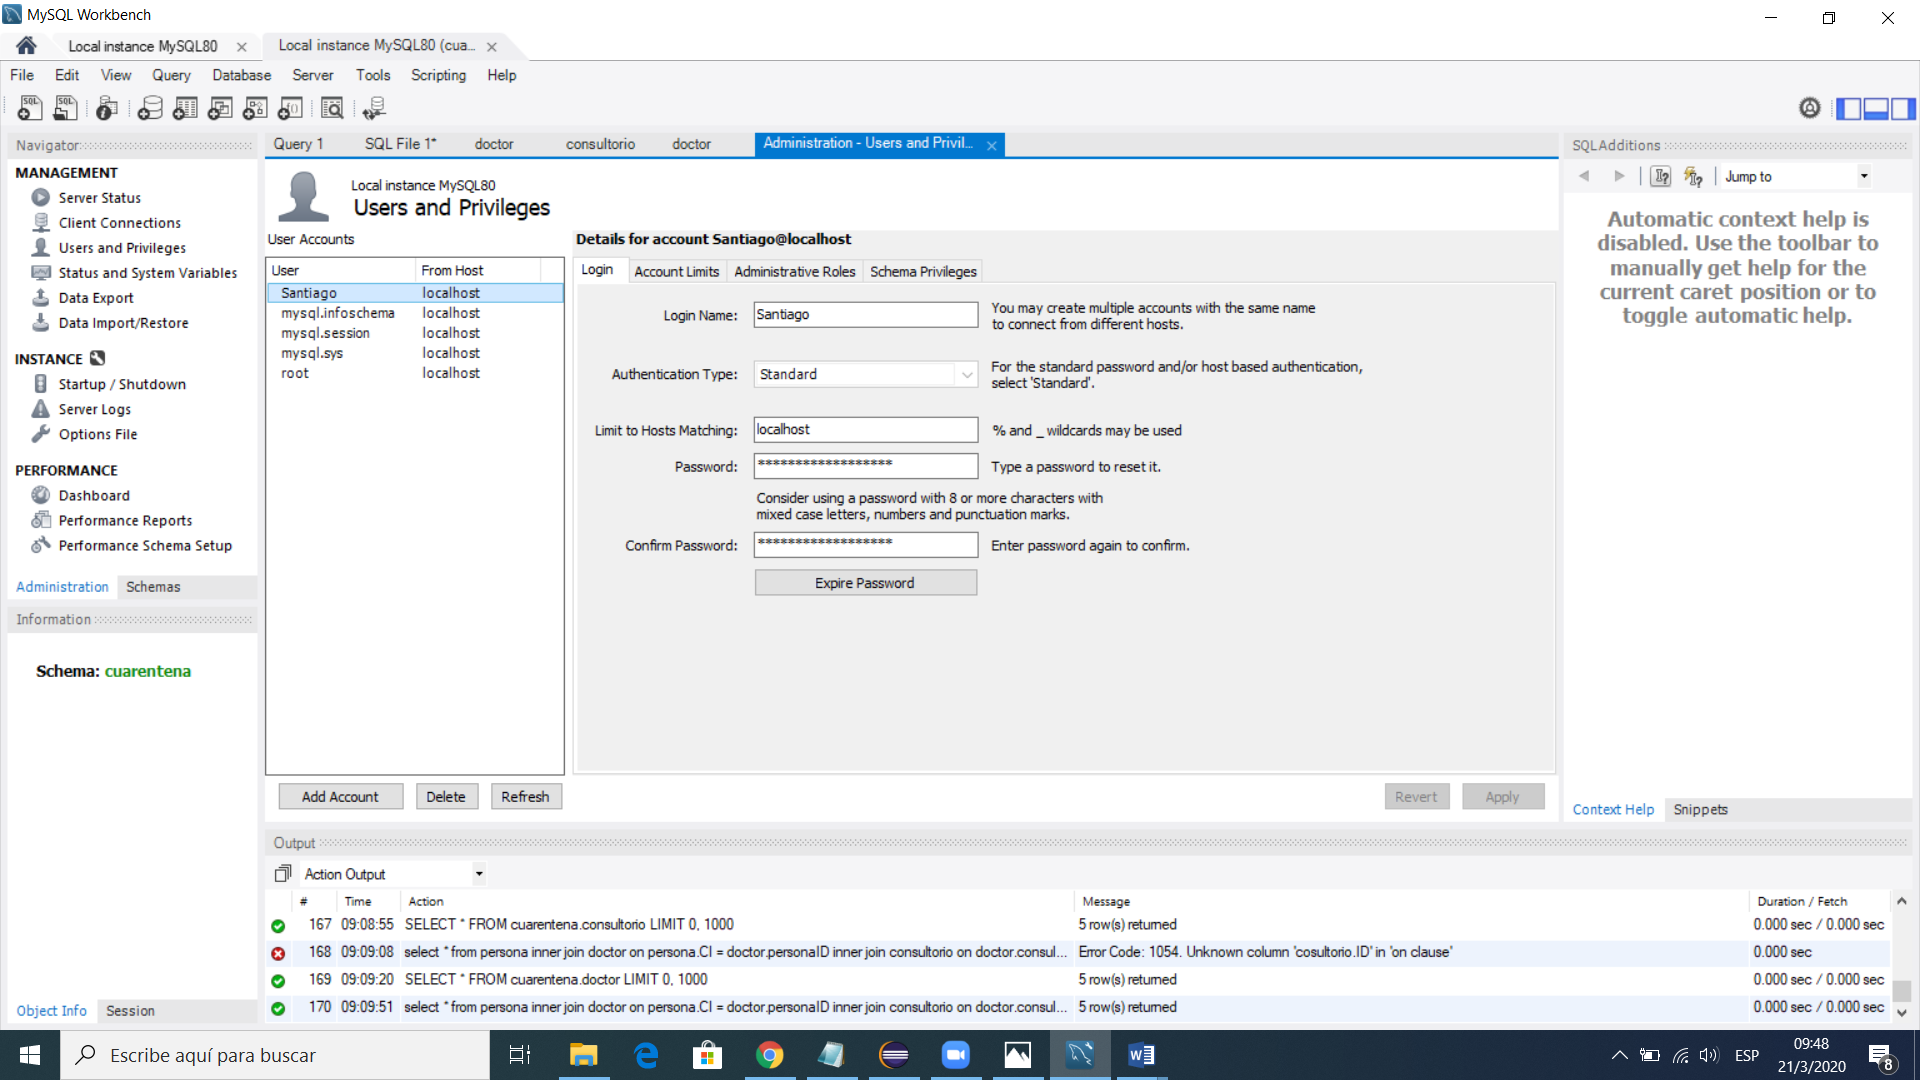 MySQL Workbench
Local instance MySQL80
Local instance MySQL80 (cua...
File Edit View Query Database Server Tools Scripting Help
Navigator
MANAGEMENT
Server Status
Client Connections
Users and Privileges
Status and System Variables
Data Export
Data Import/Restore
INSTANCE
Startup / Shutdown
Server Logs
Options File
PERFORMANCE
Dashboard
Performance Reports
Performance Schema Setup
Administration Schemas
Information
Schema: cuarentena
Object Info Session
Query 1 SQL File 1* doctor consultorio doctor Administration - Users and Privil...
Local instance MySQL80
Users and Privileges
User Accounts
User From Host
Santiago localhost
mysql.infoschema localhost
mysql.session localhost
mysql.sys localhost
root localhost
Add Account Delete Refresh
Details for account Santiago@localhost
Login Account Limits Administrative Roles Schema Privileges
Login Name: Santiago
You may create multiple accounts with the same name
to connect from different hosts.
Authentication Type: Standard
For the standard password and/or host based authentication,
select 'Standard'.
Limit to Hosts Matching: localhost % and _ wildcards may be used
Password: ****************** Type a password to reset it.
Consider using a password with 8 or more characters with
mixed case letters, numbers and punctuation marks.
Confirm Password: ****************** Enter password again to confirm.
Expire Password
Revert Apply
SQLAdditions
Jump to
Automatic context help is
disabled. Use the toolbar to
manually get help for the
current caret position or to
toggle automatic help.
Context Help Snippets
Output
Action Output
# Time Action Message Duration / Fetch
167 09:08:55 SELECT * FROM cuarentena.consultorio LIMIT 0, 1000 5 row(s) returned 0.000 sec / 0.000 sec
168 09:09:08 select * from persona inner join doctor on persona.CI = doctor.personaID inner join consultorio on doctor.consul... Error Code: 1054. Unknown column 'cosultorio.ID' in 'on clause' 0.000 sec
169 09:09:20 SELECT * FROM cuarentena.doctor LIMIT 0, 1000 5 row(s) returned 0.000 sec / 0.000 sec
170 09:09:51 select * from persona inner join doctor on persona.CI = doctor.personaID inner join consultorio on doctor.consul... 5 row(s) returned 0.000 sec / 0.000 sec
Escribe aquí para buscar
ESP
09:48
21/3/2020
8